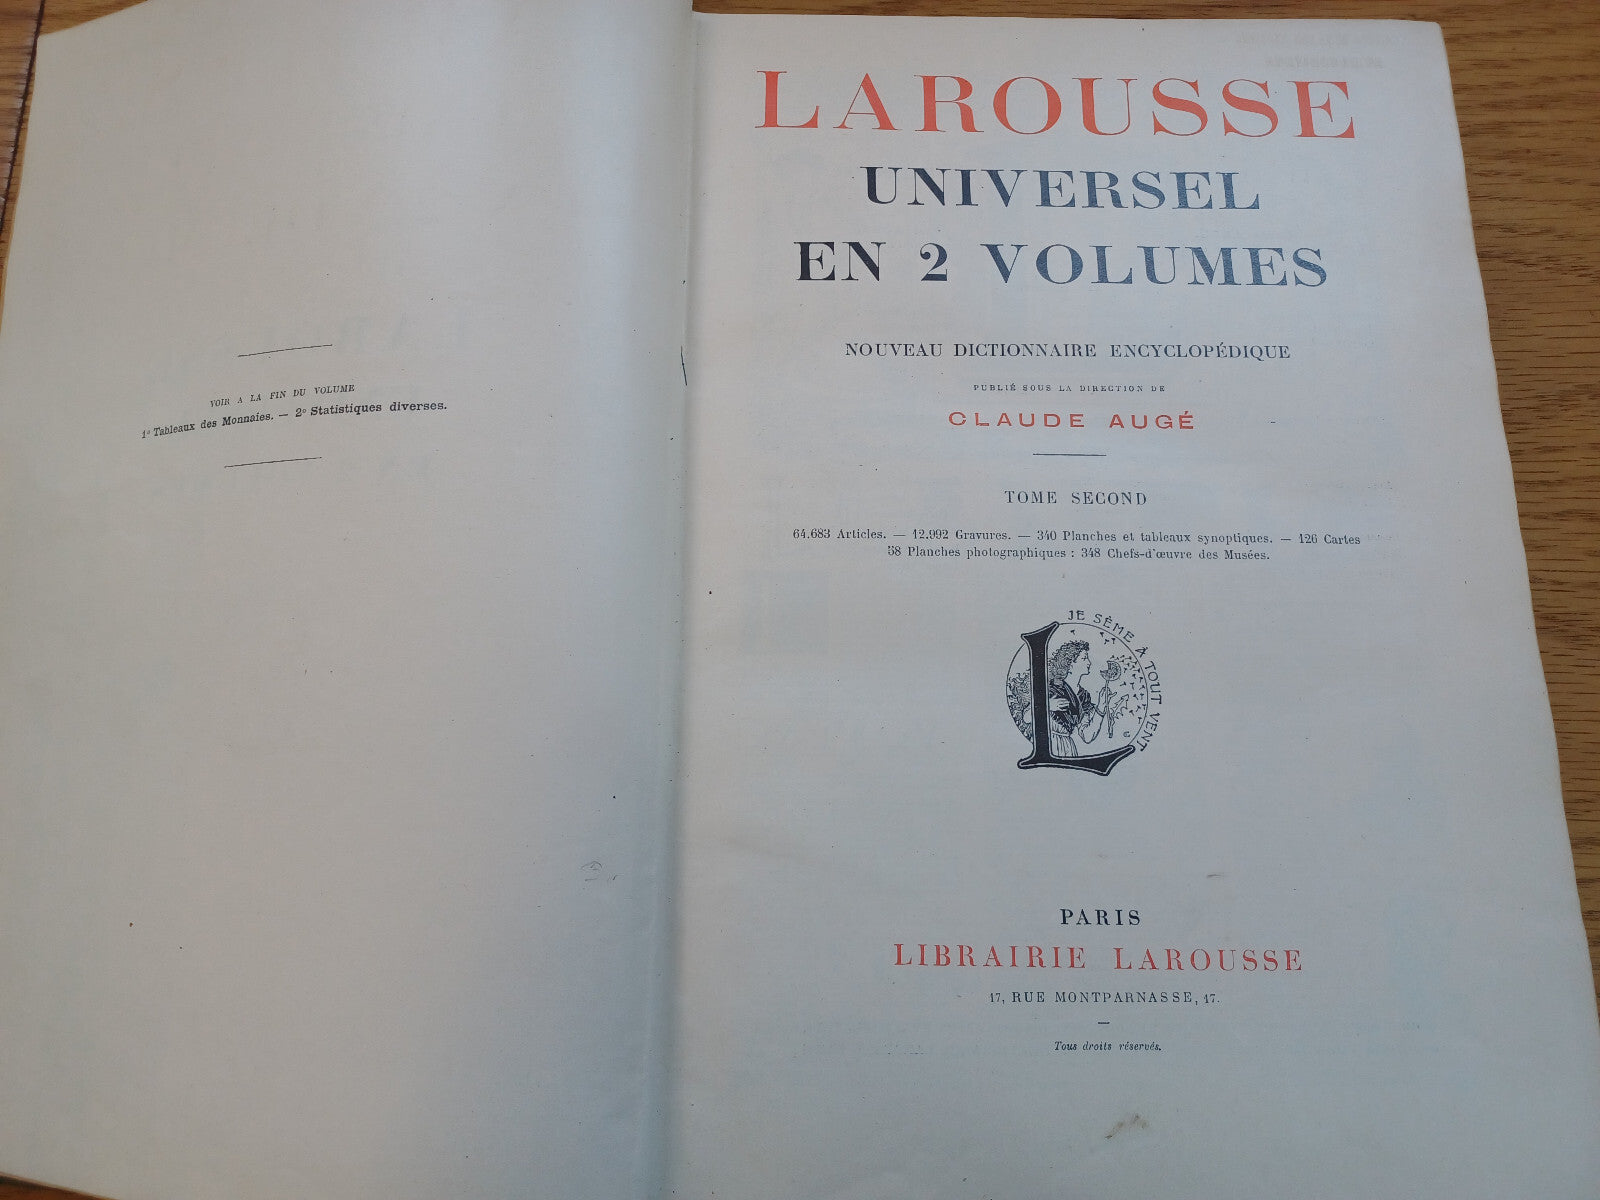 VOIR A LA FIN DU VOLUME
1º Tableaux des Monnaies. — 2º Statistiques diverses.
LAROUSSE
UNIVERSEL
EN 2 VOLUMES
NOUVEAU DICTIONNAIRE ENCYCLOPÉDIQUE
PUBLIÉ SOUS LA DIRECTION DE
CLAUDE AUGÉ
TOME SECOND
64.683 Articles. — 12.992 Gravures. — 340 Planches et tableaux synoptiques. — 126 Cartes
58 Planches photographiques : 348 Chefs-d'œuvre des Musées.
JE SÈME À TOUT VENT
L
PARIS
LIBRAIRIE LAROUSSE
17, RUE MONTPARNASSE, 17.
Tous droits réservés.